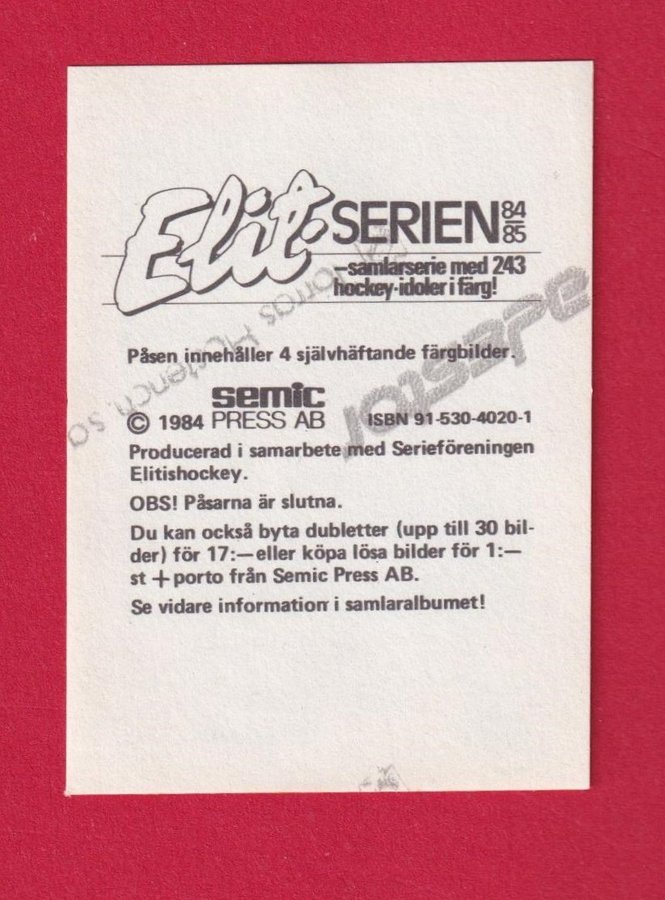 Elit-SERIEN 84/85
–samlarserie med 243
hockey-idoler i färg!
Påsen innehåller 4 självhäftande färgbilder.
semic
© 1984 PRESS AB ISBN 91-530-4020-1
Producerad i samarbete med Serieföreningen
Elitishockey.
OBS! Påsarna är slutna.
Du kan också byta dubletter (upp till 30 bil-
der) för 17:— eller köpa lösa bilder för 1:—
st + porto från Semic Press AB.
Se vidare information i samlaralbumet!